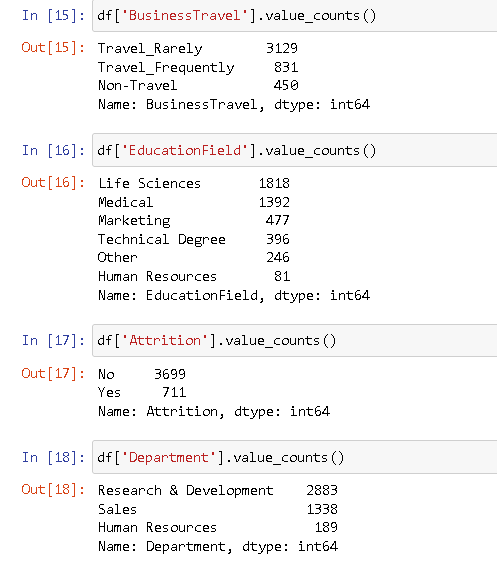 In [15]: df['BusinessTravel'].value_counts()
Out[15]: Travel_Rarely 3129
Travel_Frequently 831
Non-Travel 450
Name: BusinessTravel, dtype: int64
In [16]: df['EducationField'].value_counts()
Out[16]: Life Sciences 1818
Medical 1392
Marketing 477
Technical Degree 396
Other 246
Human Resources 81
Name: EducationField, dtype: int64
In [17]: df['Attrition'].value_counts()
Out[17]: No 3699
Yes 711
Name: Attrition, dtype: int64
In [18]: df['Department'].value_counts()
Out[18]: Research & Development 2883
Sales 1338
Human Resources 189
Name: Department, dtype: int64